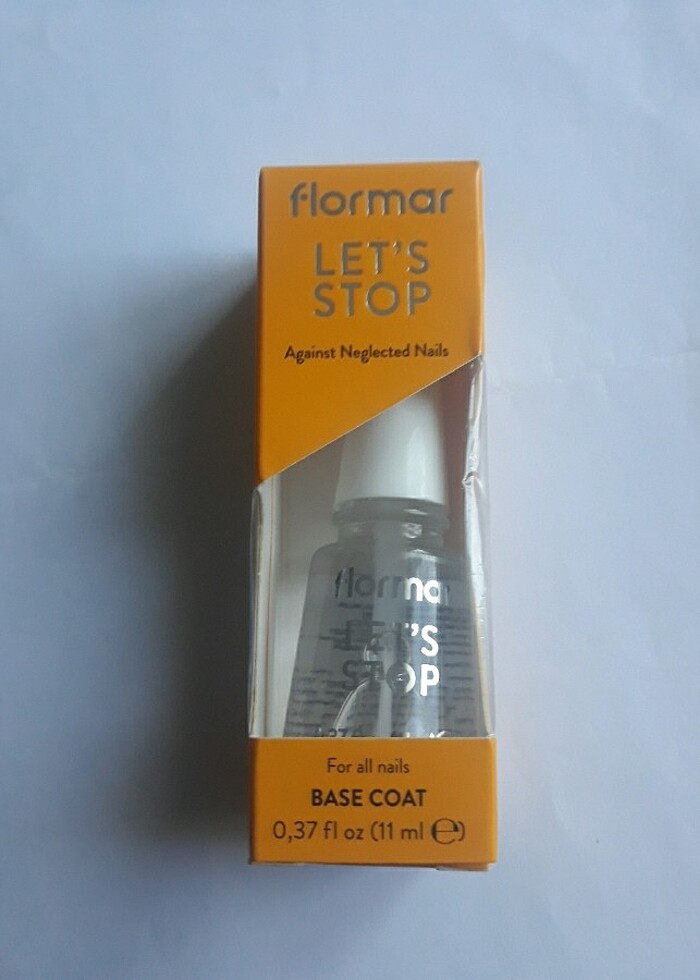 flormar
LET'S
STOP
Against Neglected Nails
flormar
LET'S
STOP
For all nails
BASE COAT
0,37 fl oz (11 ml ℮)